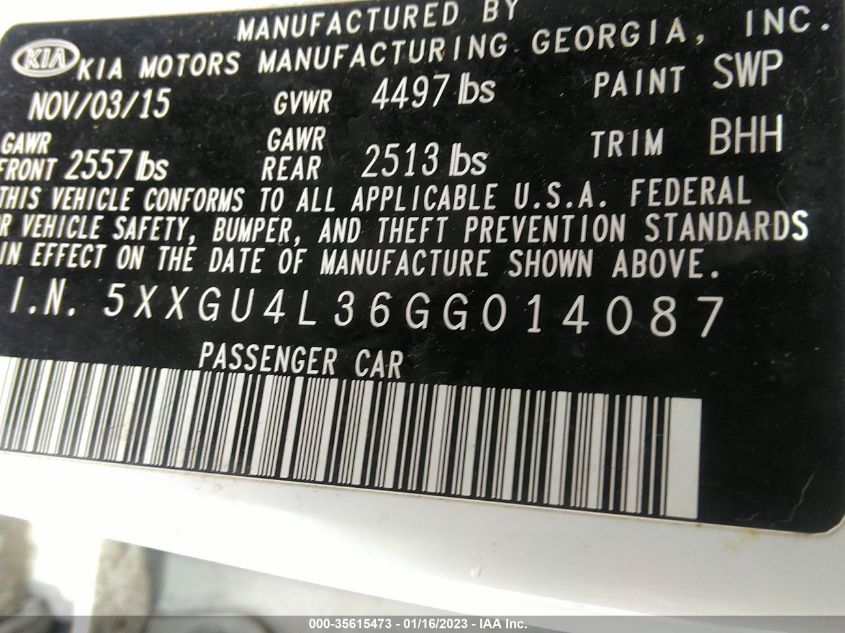 MANUFACTURED BY
KIA KIA MOTORS MANUFACTURING GEORGIA, INC.
NOV/03/15 GVWR 4497 lbs PAINT SWP
GAWR FRONT 2557 lbs GAWR REAR 2513 lbs TRIM BHH
THIS VEHICLE CONFORMS TO ALL APPLICABLE U.S.A. FEDERAL
R VEHICLE SAFETY, BUMPER, AND THEFT PREVENTION STANDARDS
IN EFFECT ON THE DATE OF MANUFACTURE SHOWN ABOVE.
I.N. 5XXGU4L36GG014087
PASSENGER CAR
000-35615473 - 01/16/2023 - IAA Inc.